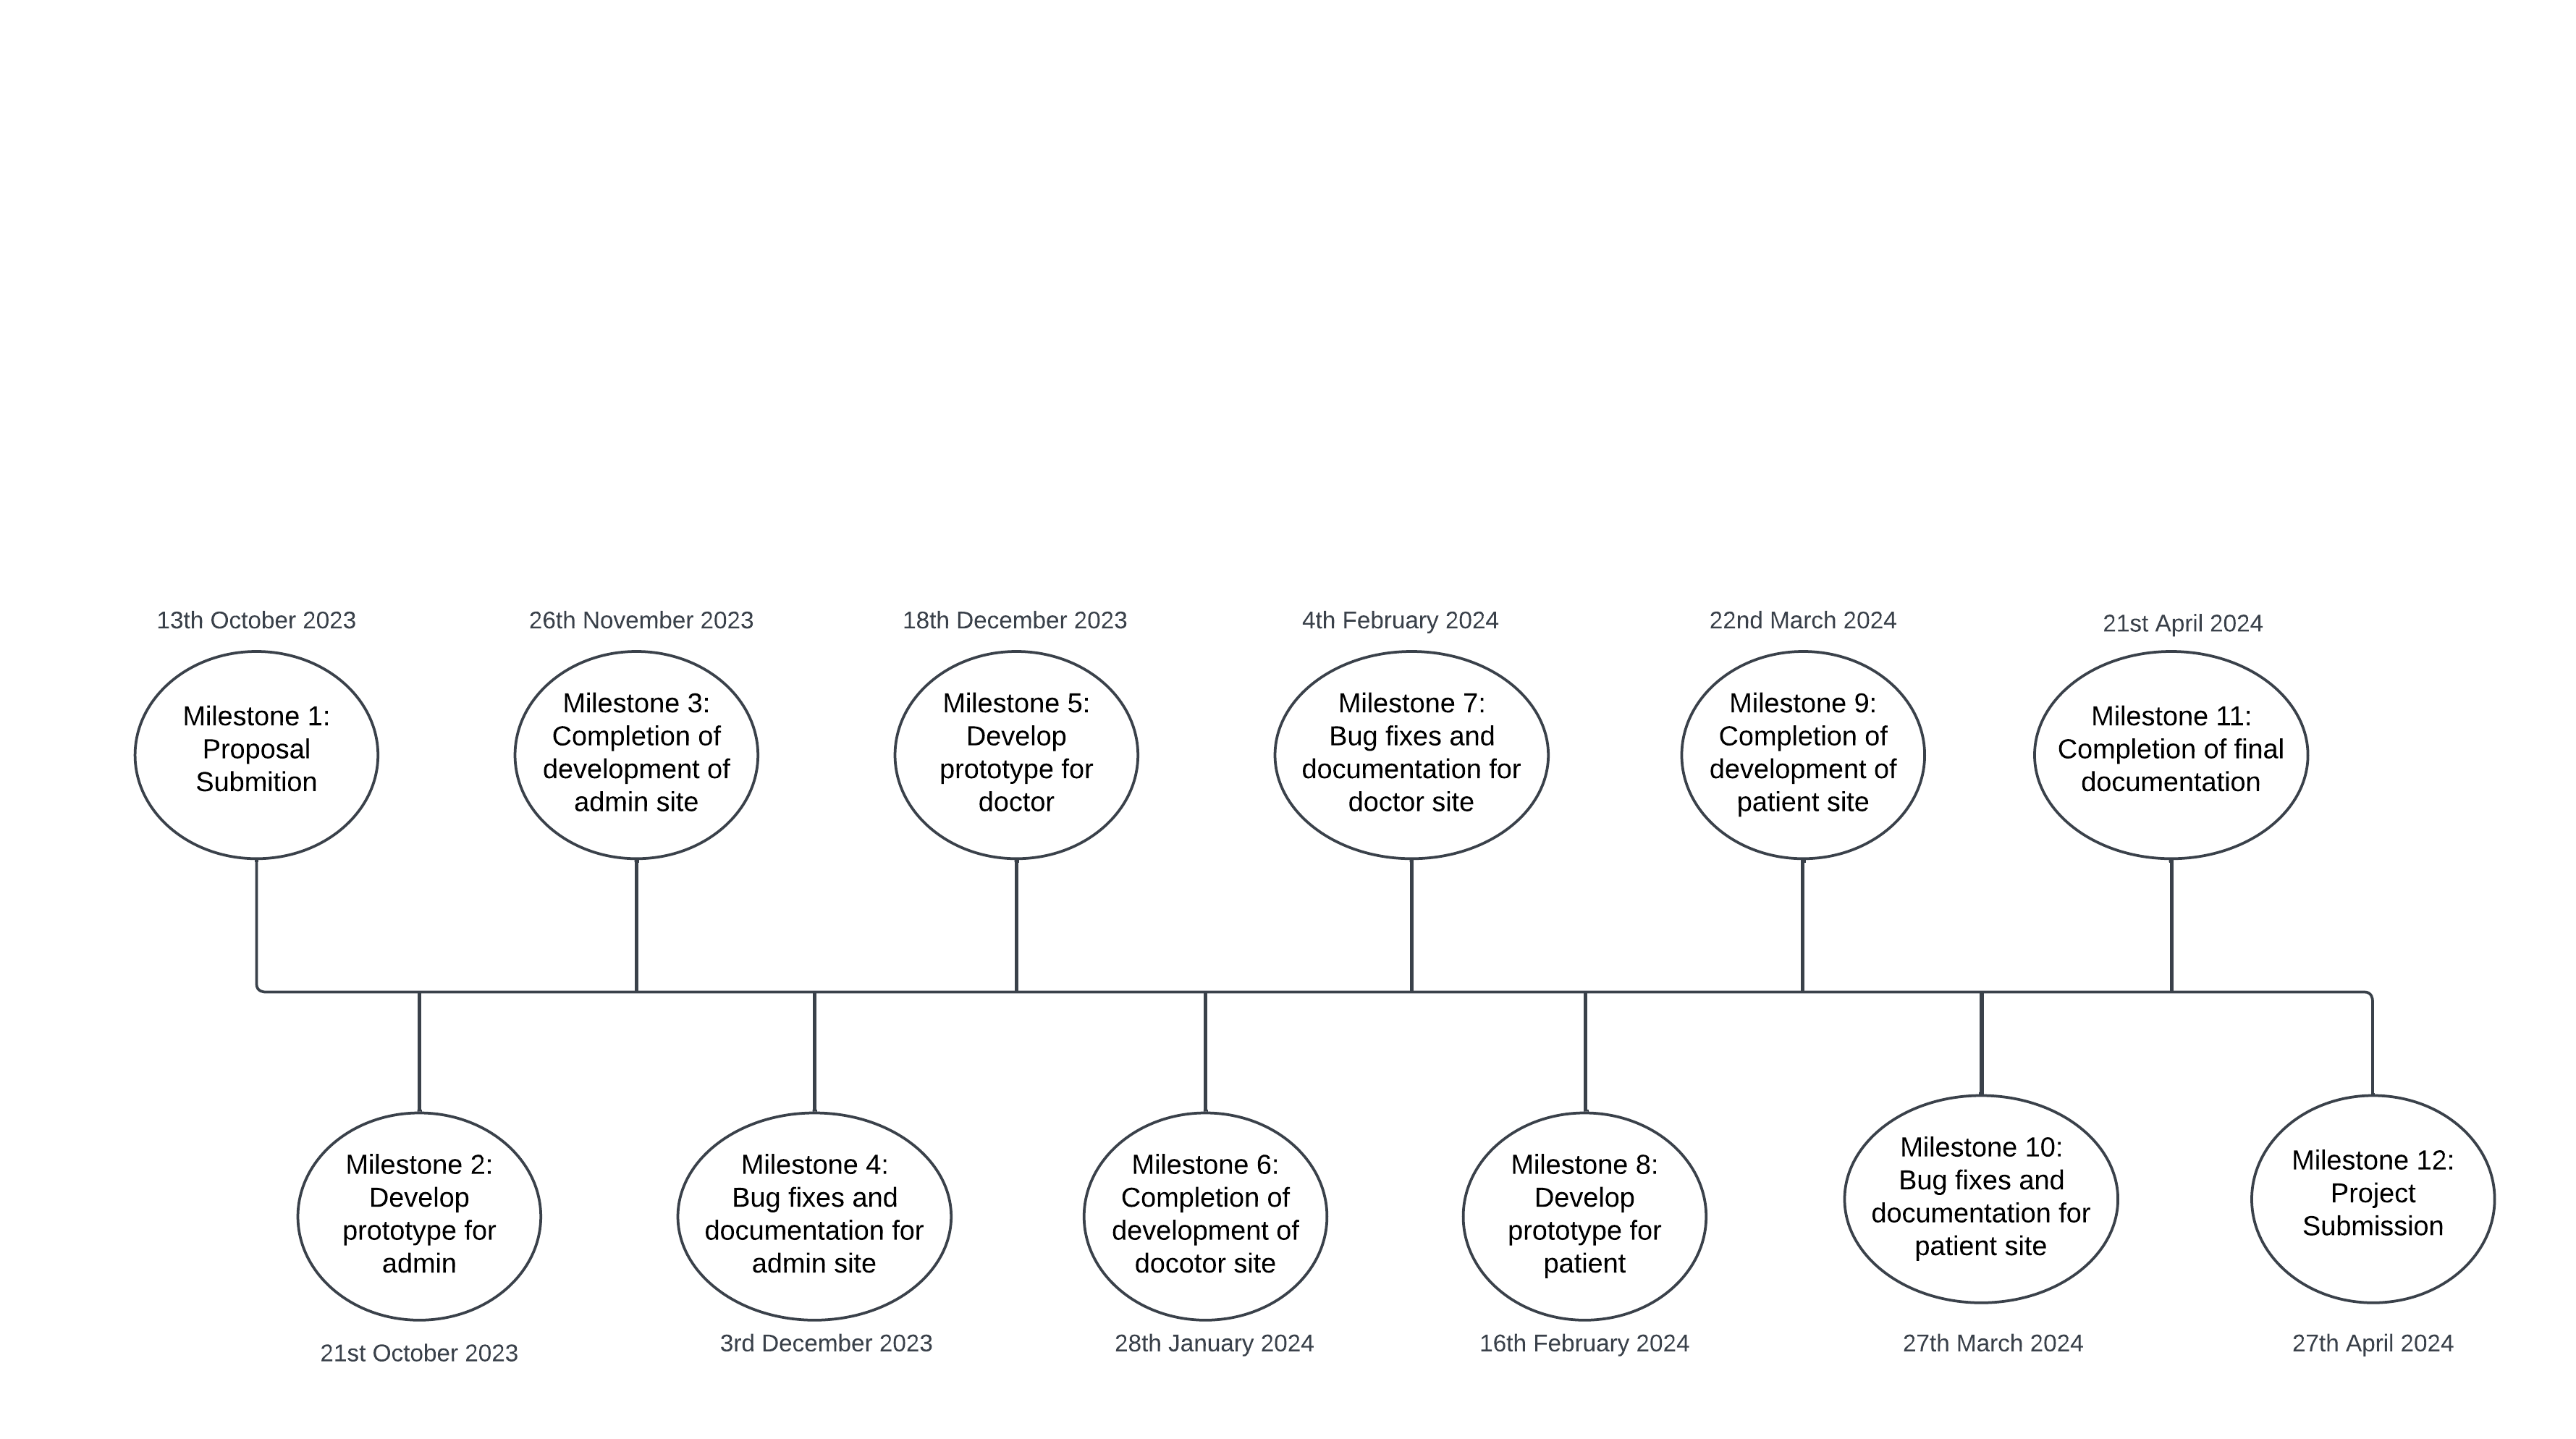 13th October 2023
26th November 2023
18th December 2023
4th February 2024
22nd March 2024
21st April 2024
Milestone 1:
Proposal
Submition
Milestone 3:
Completion of
development of
admin site
Milestone 5:
Develop
prototype for
doctor
Milestone 7:
Bug fixes and
documentation for
doctor site
Milestone 9:
Completion of
development of
patient site
Milestone 11:
Completion of final
documentation
Milestone 2:
Develop
prototype for
admin
Milestone 4:
Bug fixes and
documentation for
admin site
Milestone 6:
Completion of
development of
docotor site
Milestone 8:
Develop
prototype for
patient
Milestone 10:
Bug fixes and
documentation for
patient site
Milestone 12:
Project
Submission
21st October 2023
3rd December 2023
28th January 2024
16th February 2024
27th March 2024
27th April 2024